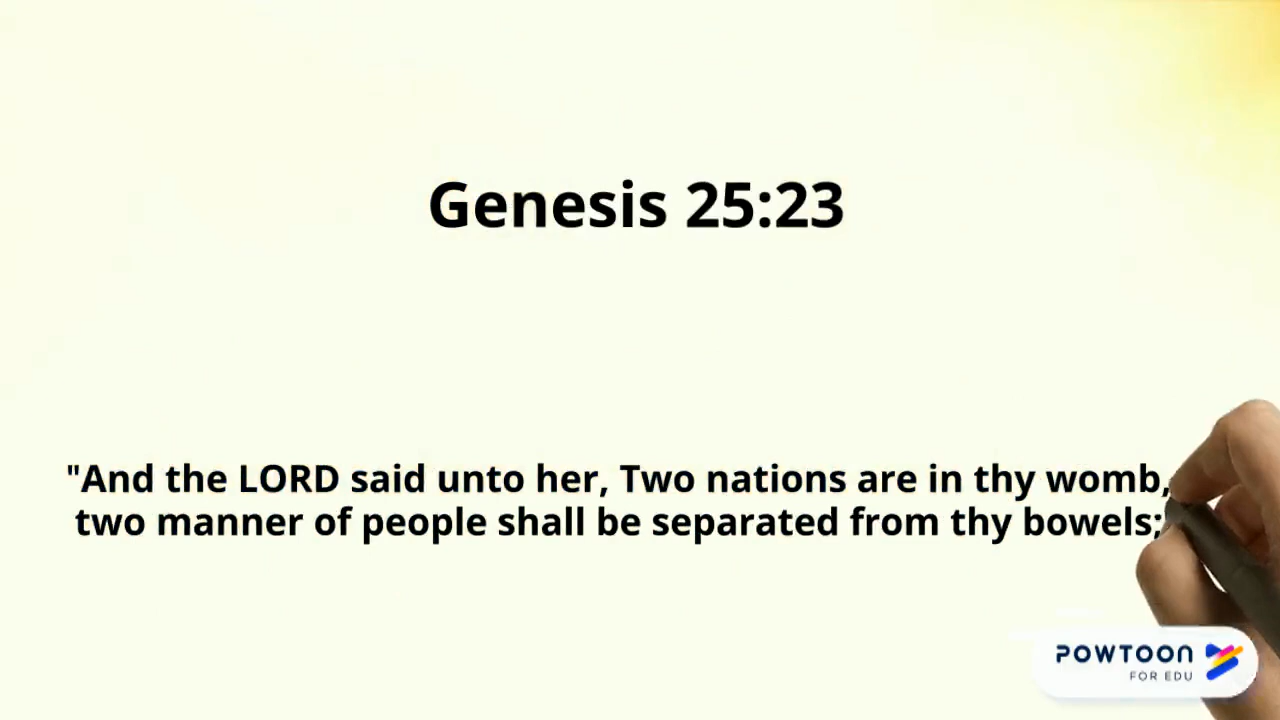 Genesis 25:23
"And the LORD said unto her, Two nations are in thy womb,
two manner of people shall be separated from thy bowels;
POWTOON
FOR EDU